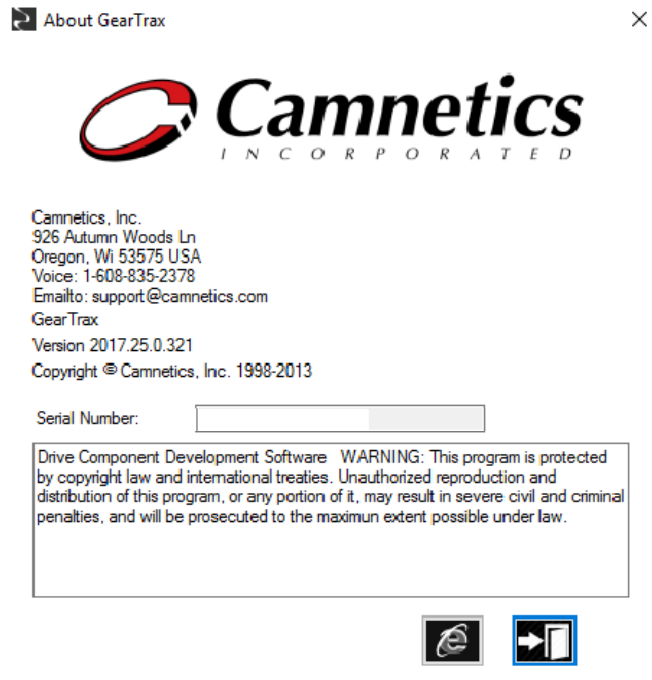 About GearTrax
Camnetics
INCORPORATED
Camnetics, Inc.
926 Autumn Woods Ln
Oregon, Wi 53575 USA
Voice: 1-608-835-2378
Emailto: support@camnetics.com
GearTrax
Version 2017.25.0.321
Copyright © Camnetics, Inc. 1998-2013
Serial Number:
Drive Component Development Software   WARNING: This program is protected
by copyright law and international treaties. Unauthorized reproduction and
distribution of this program, or any portion of it, may result in severe civil and criminal
penalties, and will be prosecuted to the maximun extent possible under law.